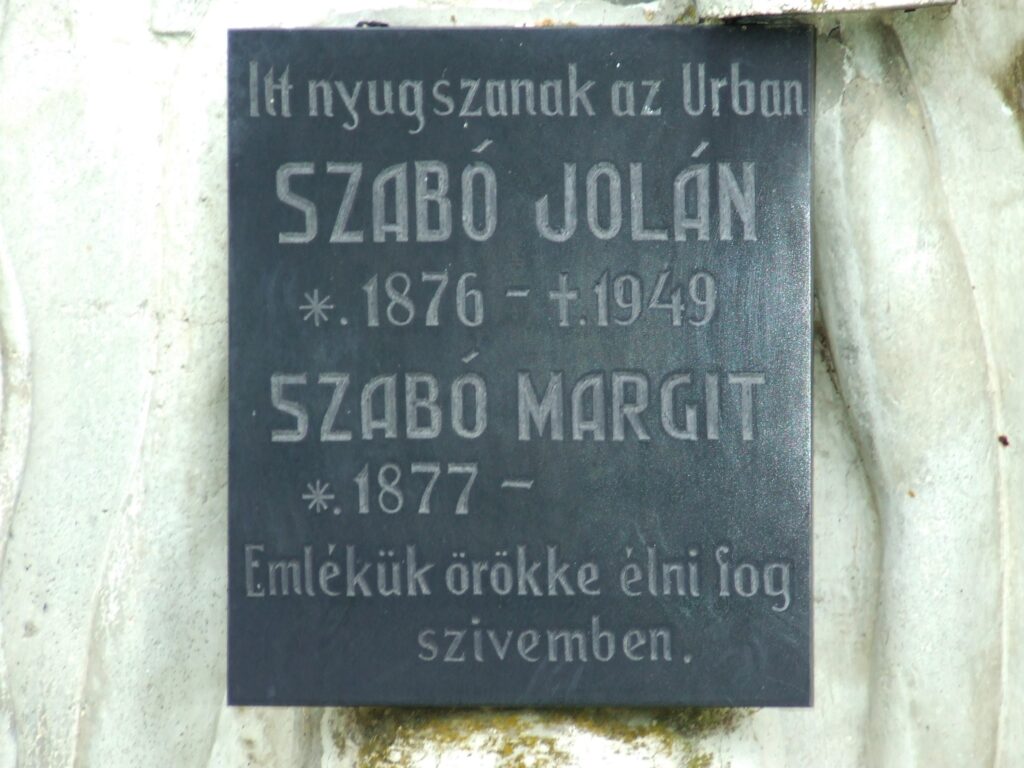 Itt nyugszanak az Urban
SZABÓ JOLÁN
*. 1876 - †. 1949
SZABÓ MARGIT
*. 1877 -
Emlékük örökke élni fog
szivemben.